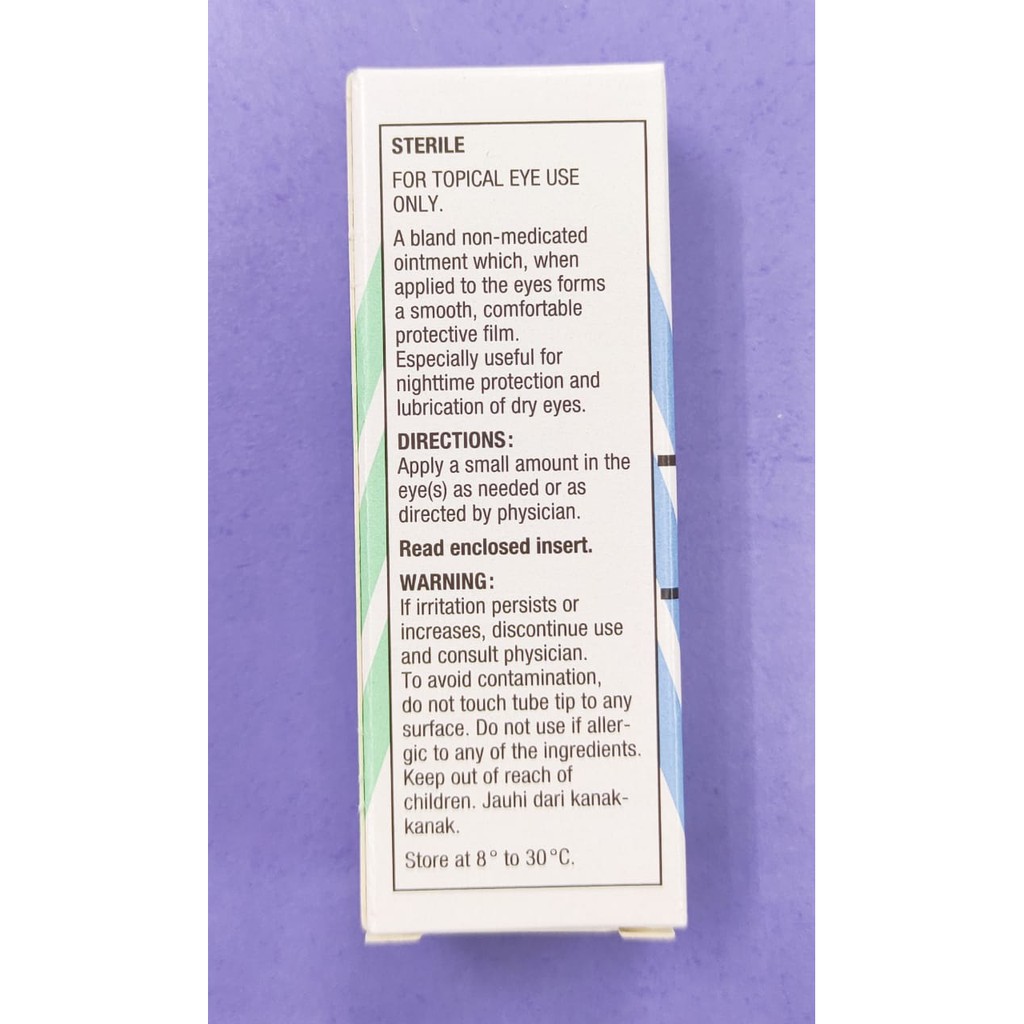 STERILE
FOR TOPICAL EYE USE
ONLY.
A bland non-medicated
ointment which, when
applied to the eyes forms
a smooth, comfortable
protective film.
Especially useful for
nighttime protection and
lubrication of dry eyes.
DIRECTIONS:
Apply a small amount in the
eye(s) as needed or as
directed by physician.
Read enclosed insert.
WARNING:
If irritation persists or
increases, discontinue use
and consult physician.
To avoid contamination,
do not touch tube tip to any
surface. Do not use if aller-
gic to any of the ingredients.
Keep out of reach of
children. Jauhi dari kanak-
kanak.
Store at 8° to 30°C.